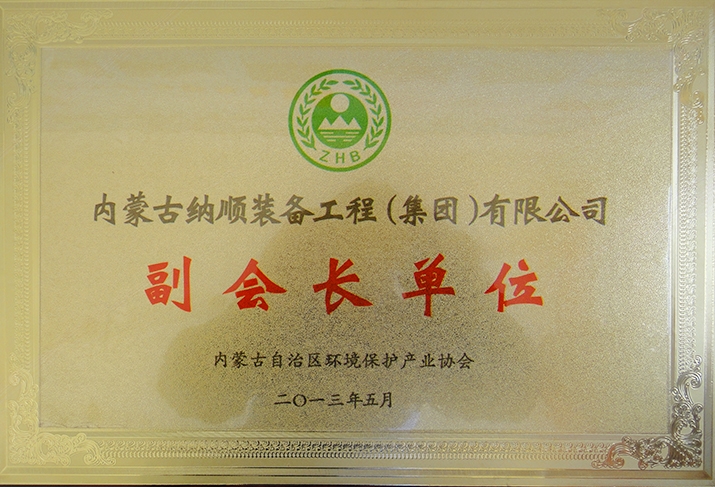 ZHB
内蒙古纳顺装备工程(集团)有限公司
副会长单位
内蒙古自治区环境保护产业协会
二〇一三年五月